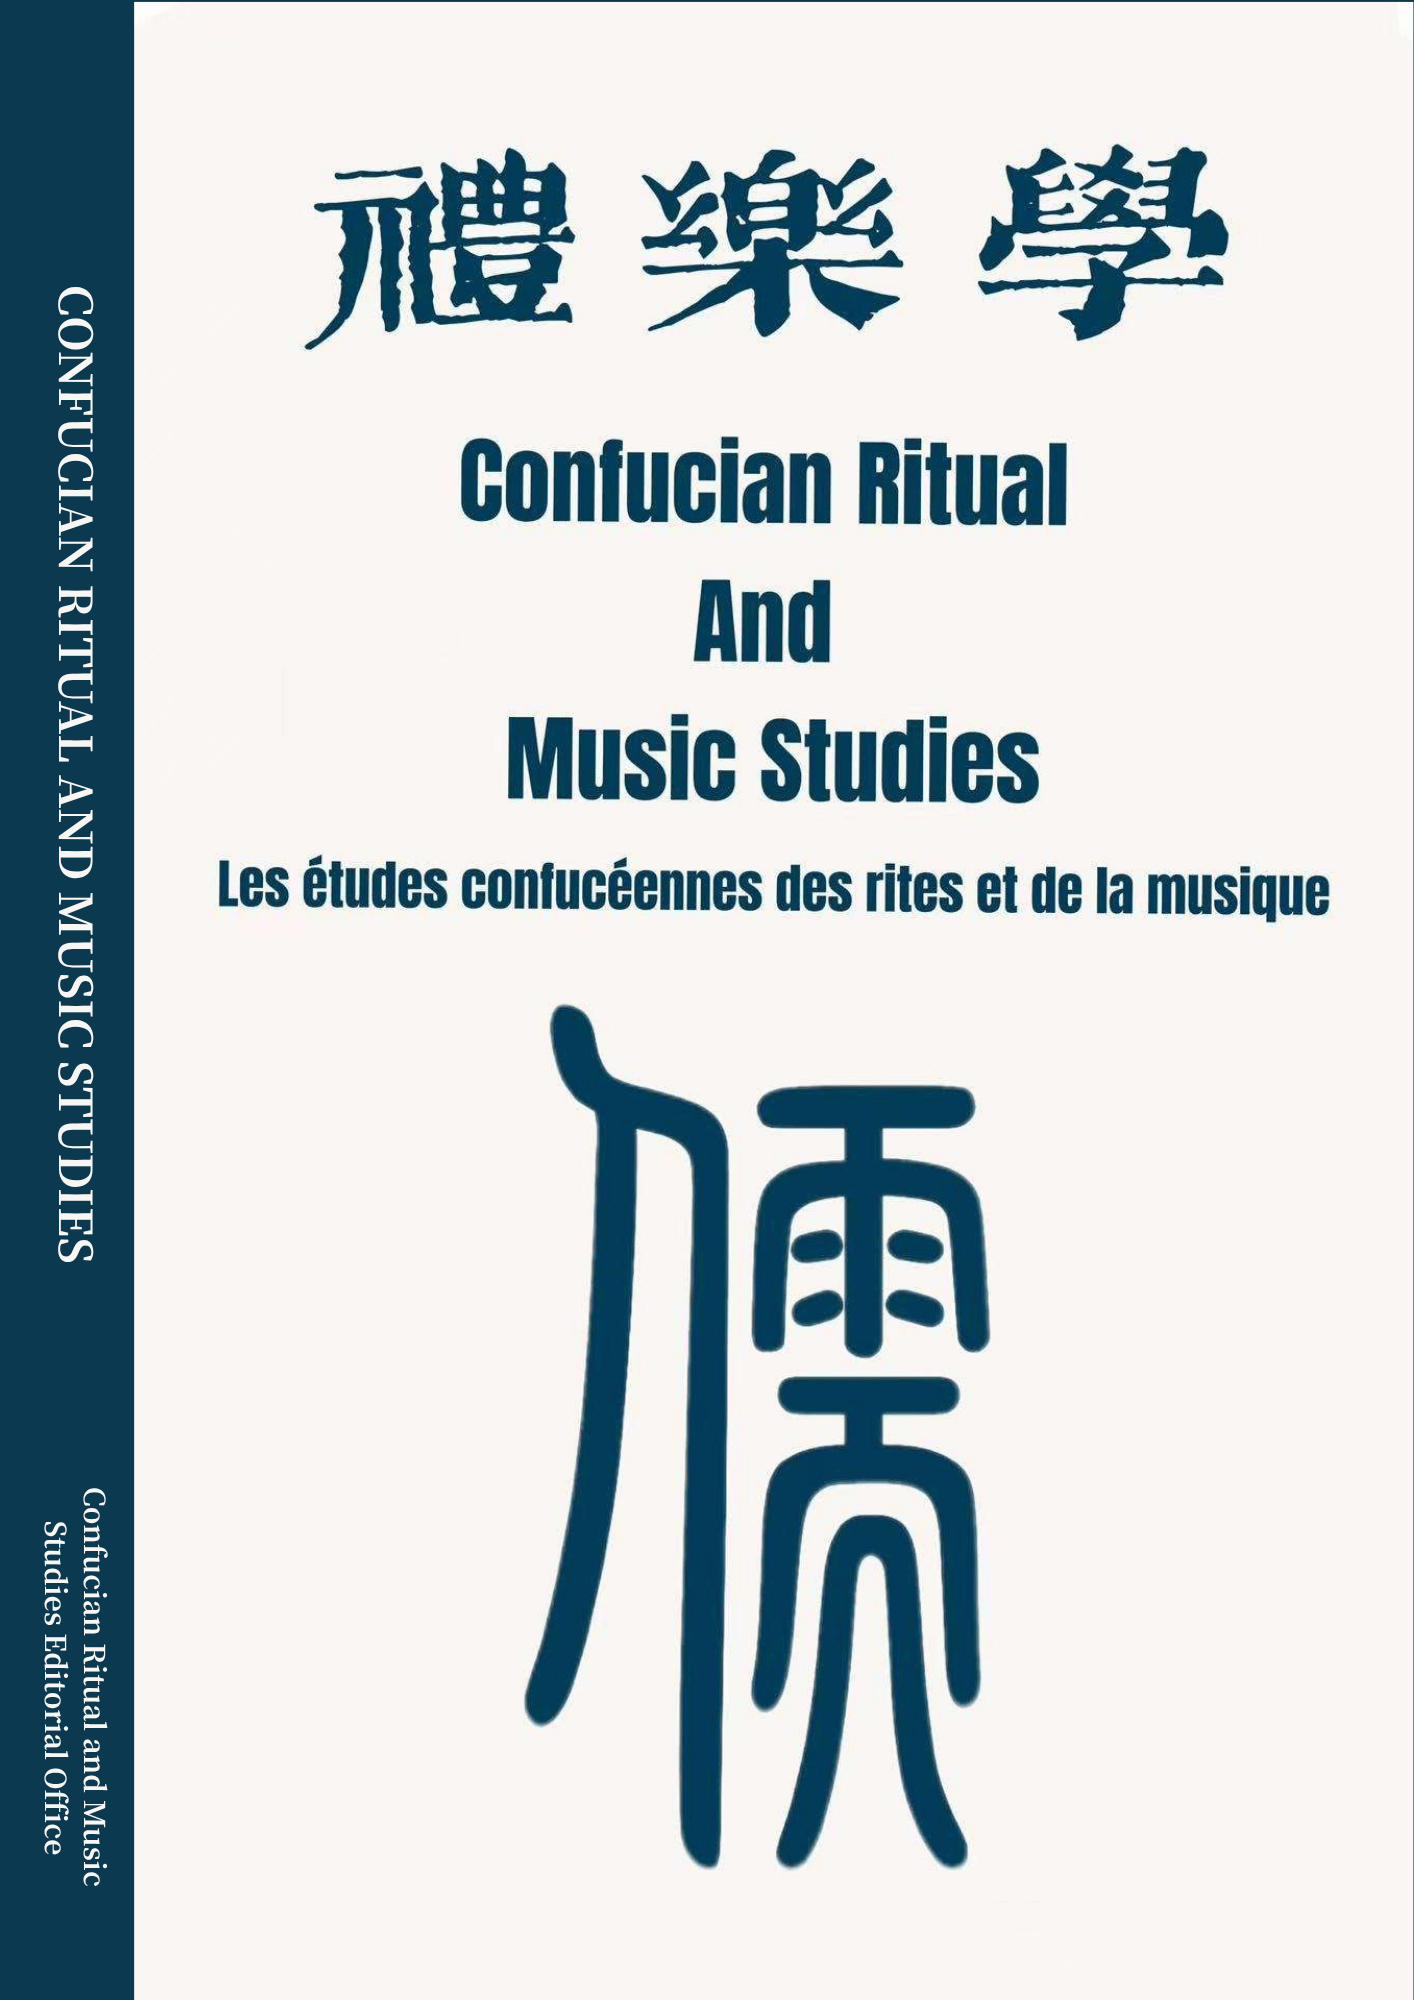 禮樂學
Confucian Ritual
And
Music Studies
Les études confucéennes des rites et de la musique
儒
CONFUCIAN RITUAL AND MUSIC STUDIES
Confucian Ritual and Music
Studies Editorial Office